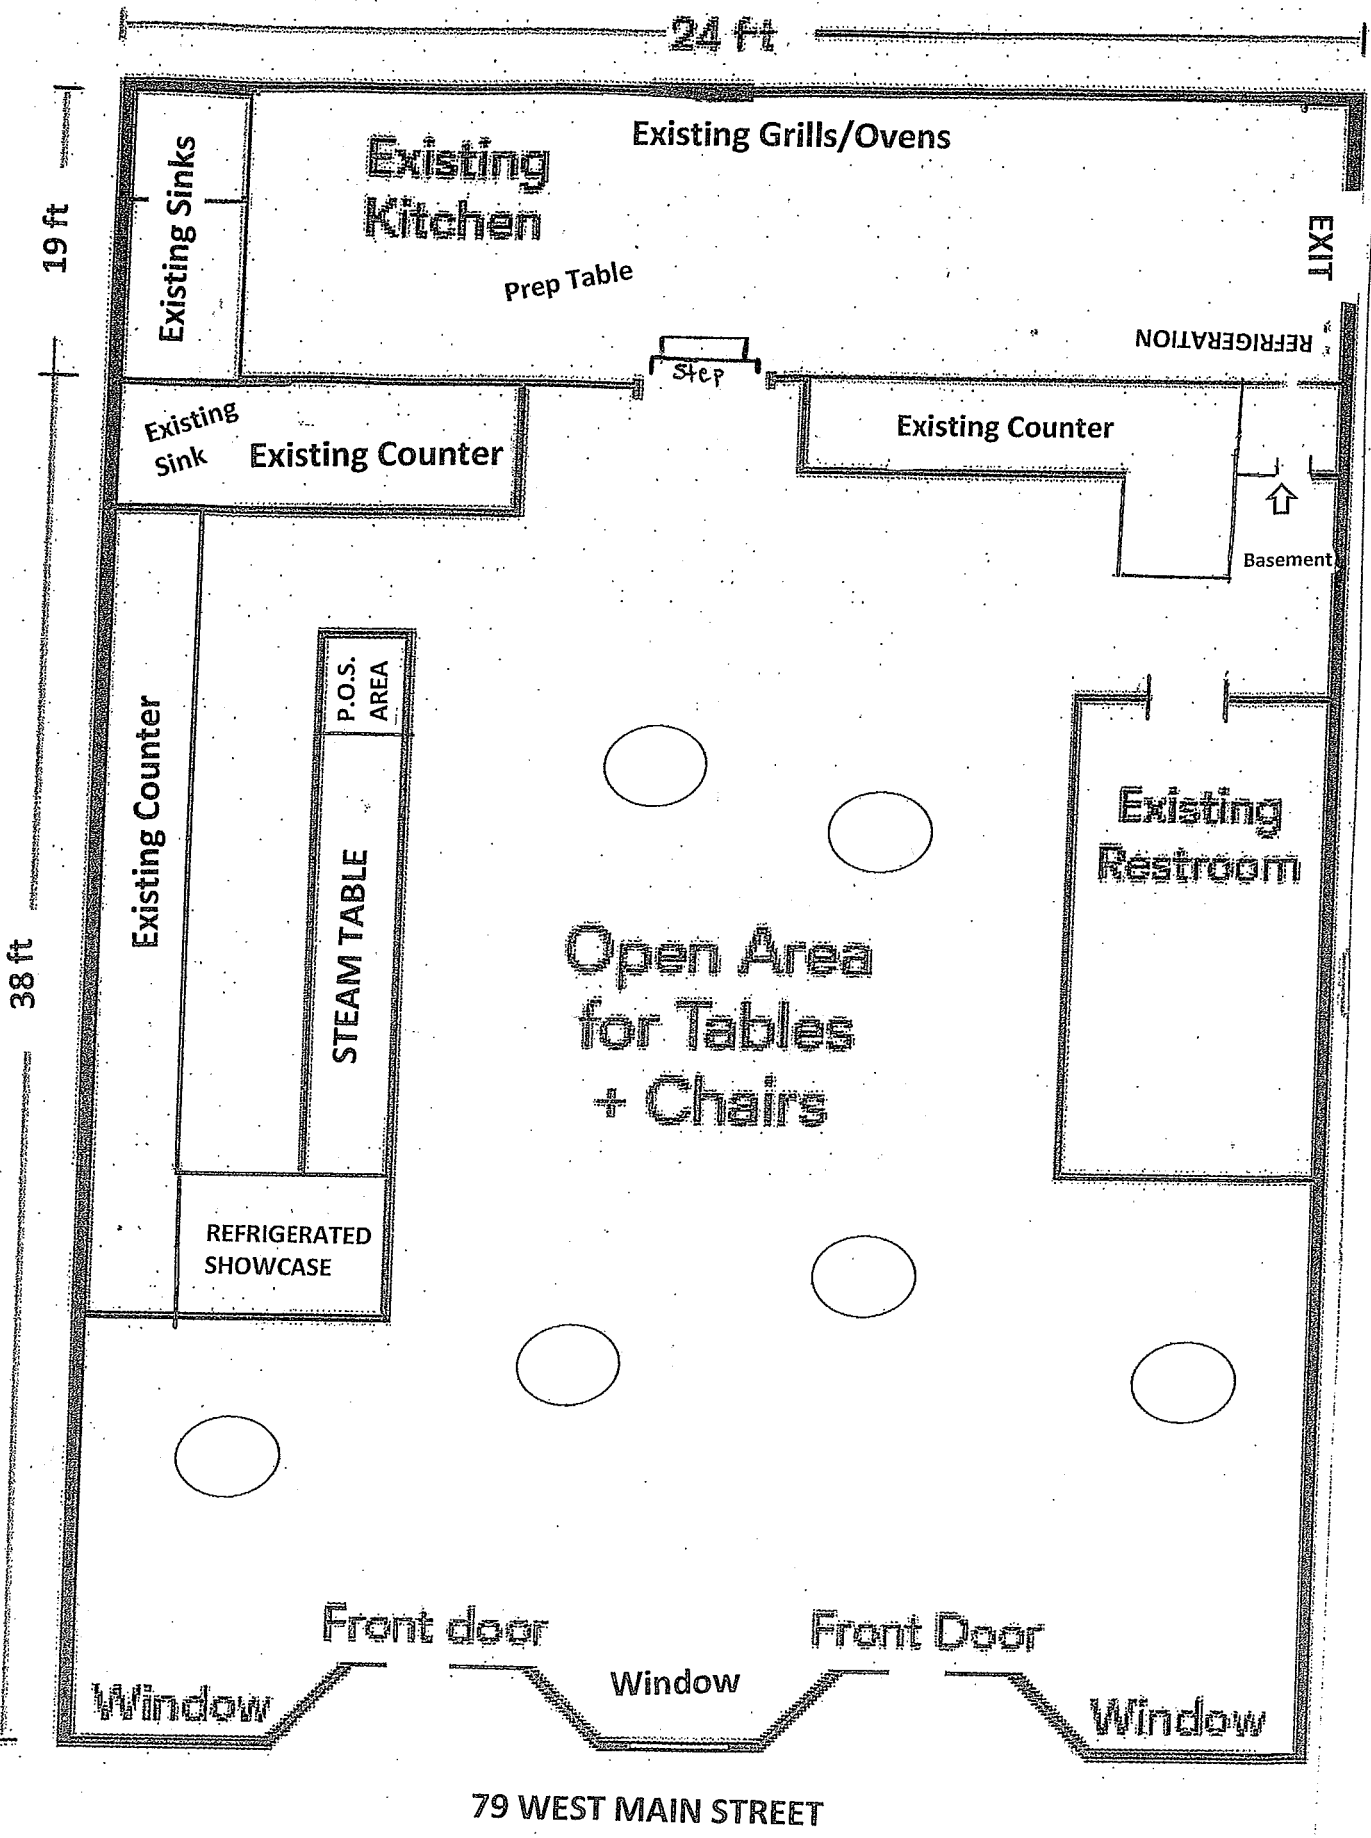 24 ft
Existing Grills/Ovens
Existing
Kitchen
Existing Sinks
19 ft
EXIT
Prep Table
REFRIGERATION
Step
Existing
Sink
Existing Counter
Existing Counter
Basement
P.O.S.
AREA
Existing Counter
STEAM TABLE
Existing
Restroom
38 ft
Open Area
for Tables
+ Chairs
REFRIGERATED
SHOWCASE
Front door
Front Door
Window
Window
Window
79 WEST MAIN STREET